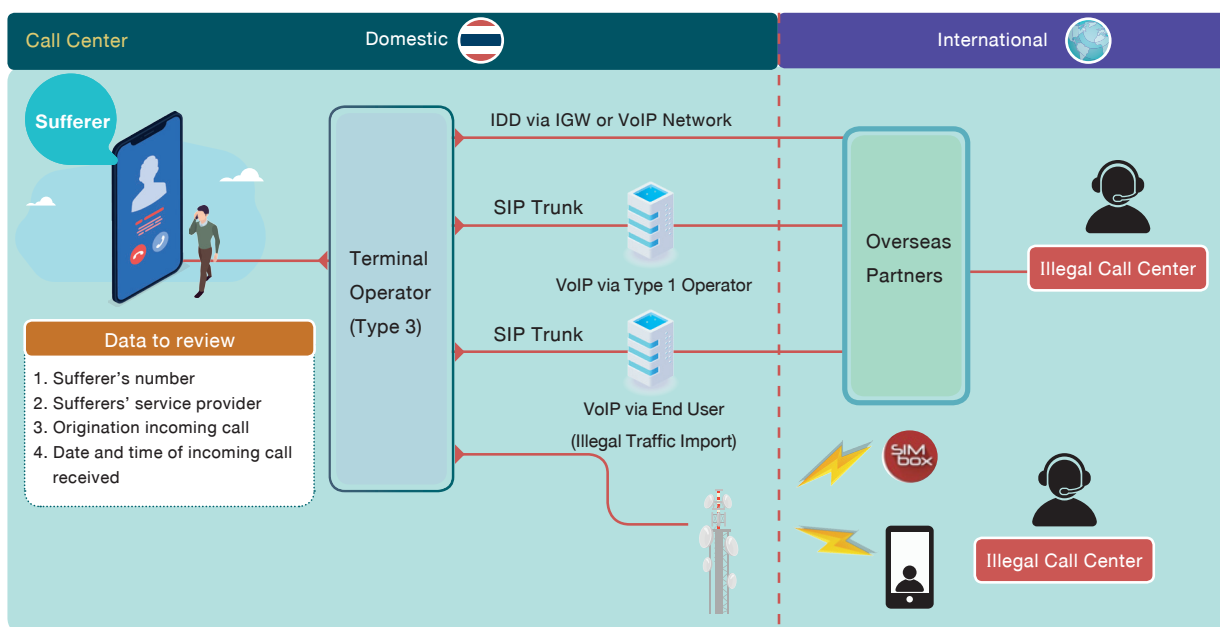 Call Center
Domestic
International
Sufferer
IDD via IGW or VoIP Network
SIP Trunk
VoIP via Type 1 Operator
Terminal
Operator
(Type 3)
Overseas
Partners
Illegal Call Center
SIP Trunk
VoIP via End User
(Illegal Traffic Import)
Data to review
1. Sufferer's number
2. Sufferers' service provider
3. Origination incoming call
4. Date and time of incoming call
received
SIM
box
Illegal Call Center